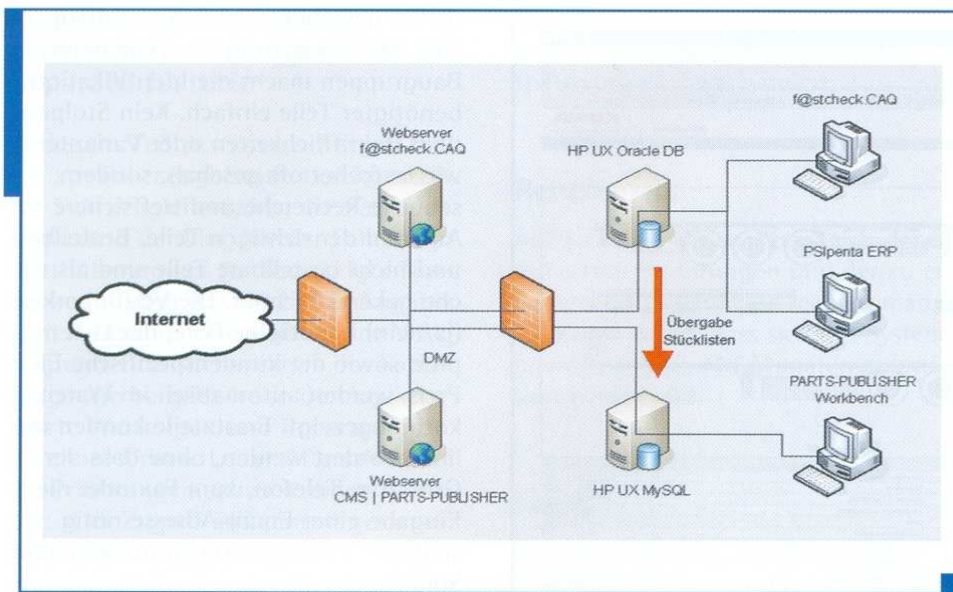 Webserver
f@stcheck.CAQ
HP UX Oracle DB
f@stcheck.CAQ
PSIpenta ERP
Internet
DMZ
Übergabe
Stücklisten
PARTS-PUBLISHER
Workbench
Webserver
CMS | PARTS-PUBLISHER
HP UX MySQL